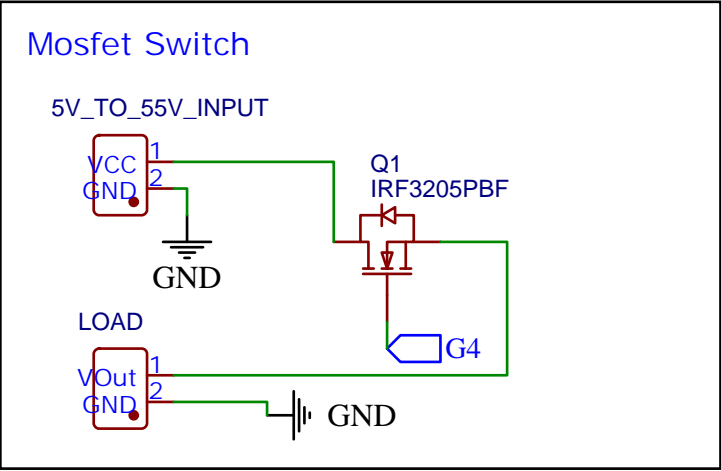 Mosfet Switch
5V_TO_55V_INPUT
VCC 1
GND 2
GND
Q1
IRF3205PBF
G4
LOAD
VOut 1
GND 2
GND